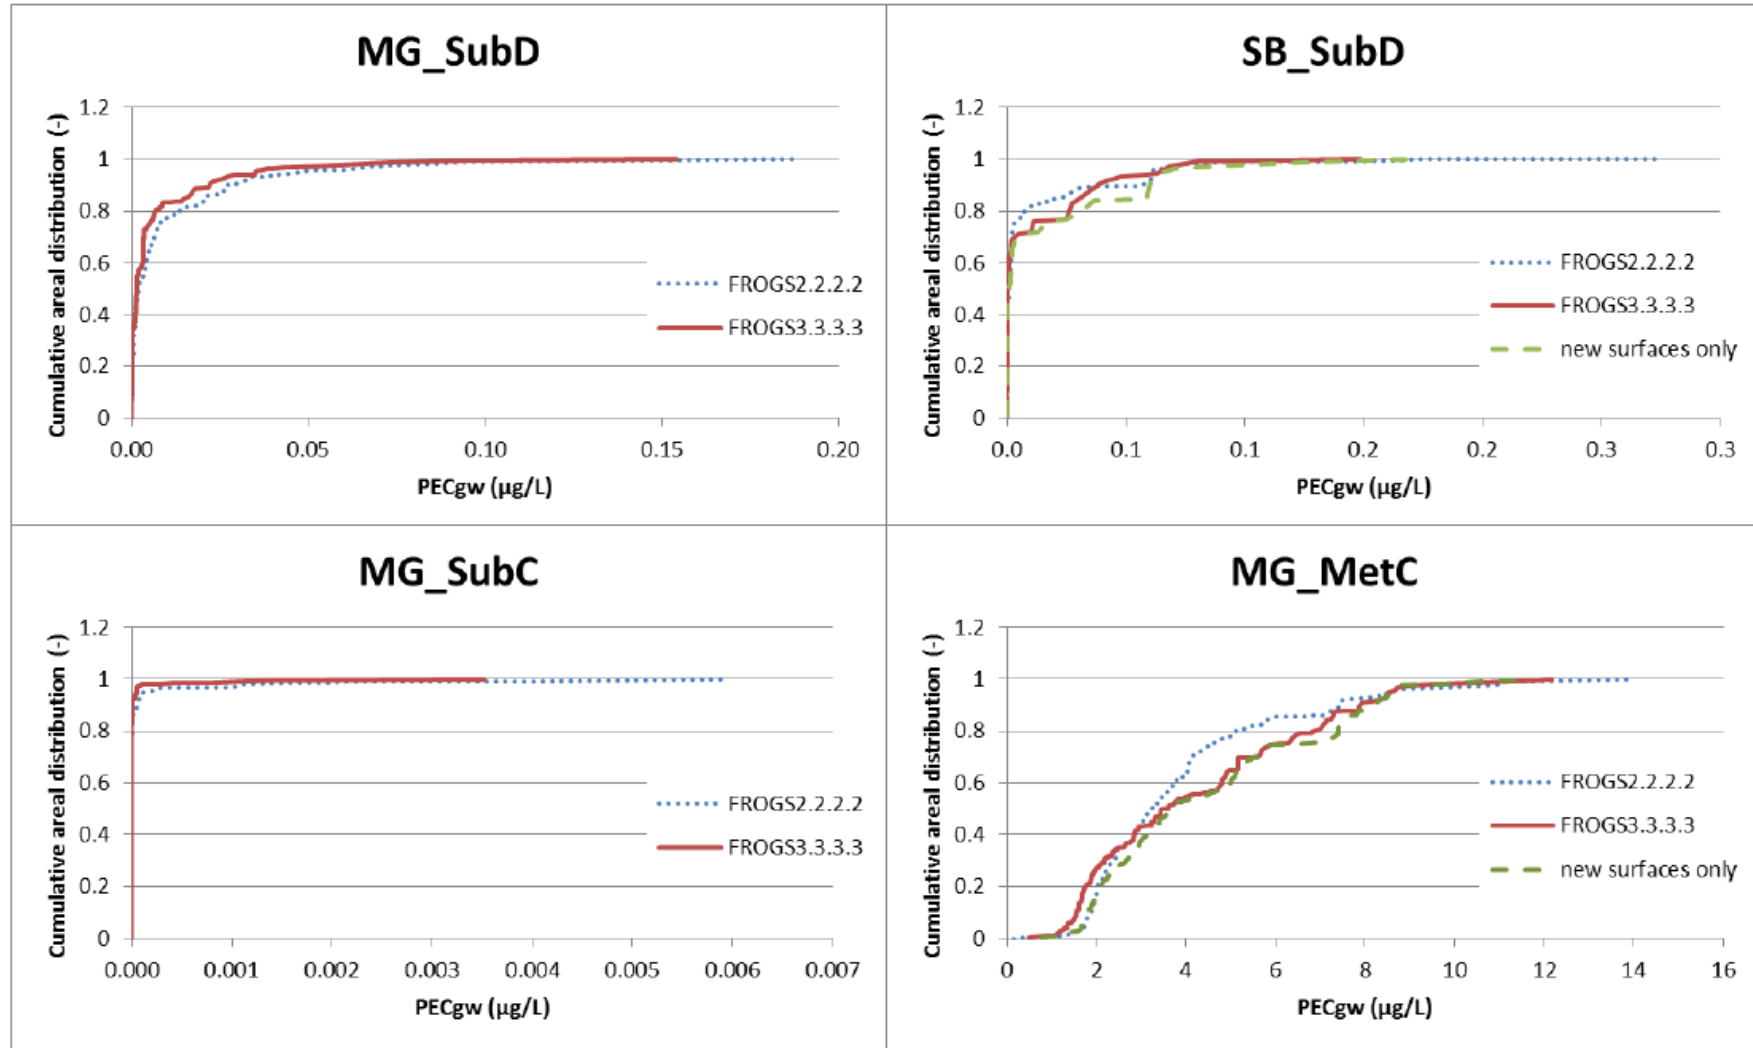 MG_SubD
Cumulative areal distribution (-)
1.2
1
0.8
0.6
0.4
0.2
0
0.00 0.05 0.10 0.15 0.20
PECgw (µg/L)
FROGS2.2.2.2
FROGS3.3.3.3
SB_SubD
Cumulative areal distribution (-)
1.2
1
0.8
0.6
0.4
0.2
0
0.0 0.1 0.1 0.2 0.2 0.3 0.3
PECgw (µg/L)
FROGS2.2.2.2
FROGS3.3.3.3
new surfaces only
MG_SubC
Cumulative areal distribution (-)
1.2
1
0.8
0.6
0.4
0.2
0
0.000 0.001 0.002 0.003 0.004 0.005 0.006 0.007
PECgw (µg/L)
FROGS2.2.2.2
FROGS3.3.3.3
MG_MetC
Cumulative areal distribution (-)
1.2
1
0.8
0.6
0.4
0.2
0
0 2 4 6 8 10 12 14 16
PECgw (µg/L)
FROGS2.2.2.2
FROGS3.3.3.3
new surfaces only